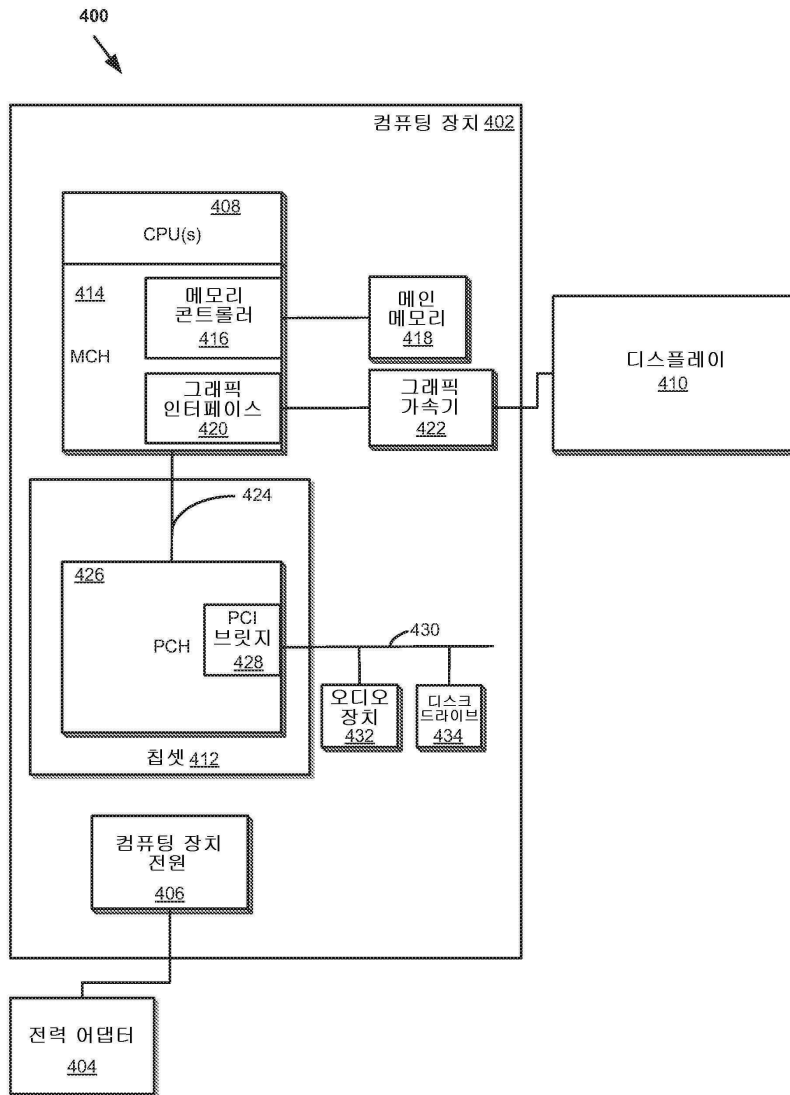 400
컴퓨팅 장치 402
408
CPU(s)
414
MCH
메모리
콘트롤러
416
메인
메모리
418
그래픽
인터페이스
420
그래픽
가속기
422
디스플레이
410
424
426
PCH
PCI
브릿지
428
430
오디오
장치
432
디스크
드라이브
434
칩셋 412
컴퓨팅 장치
전원
406
전력 어댑터
404